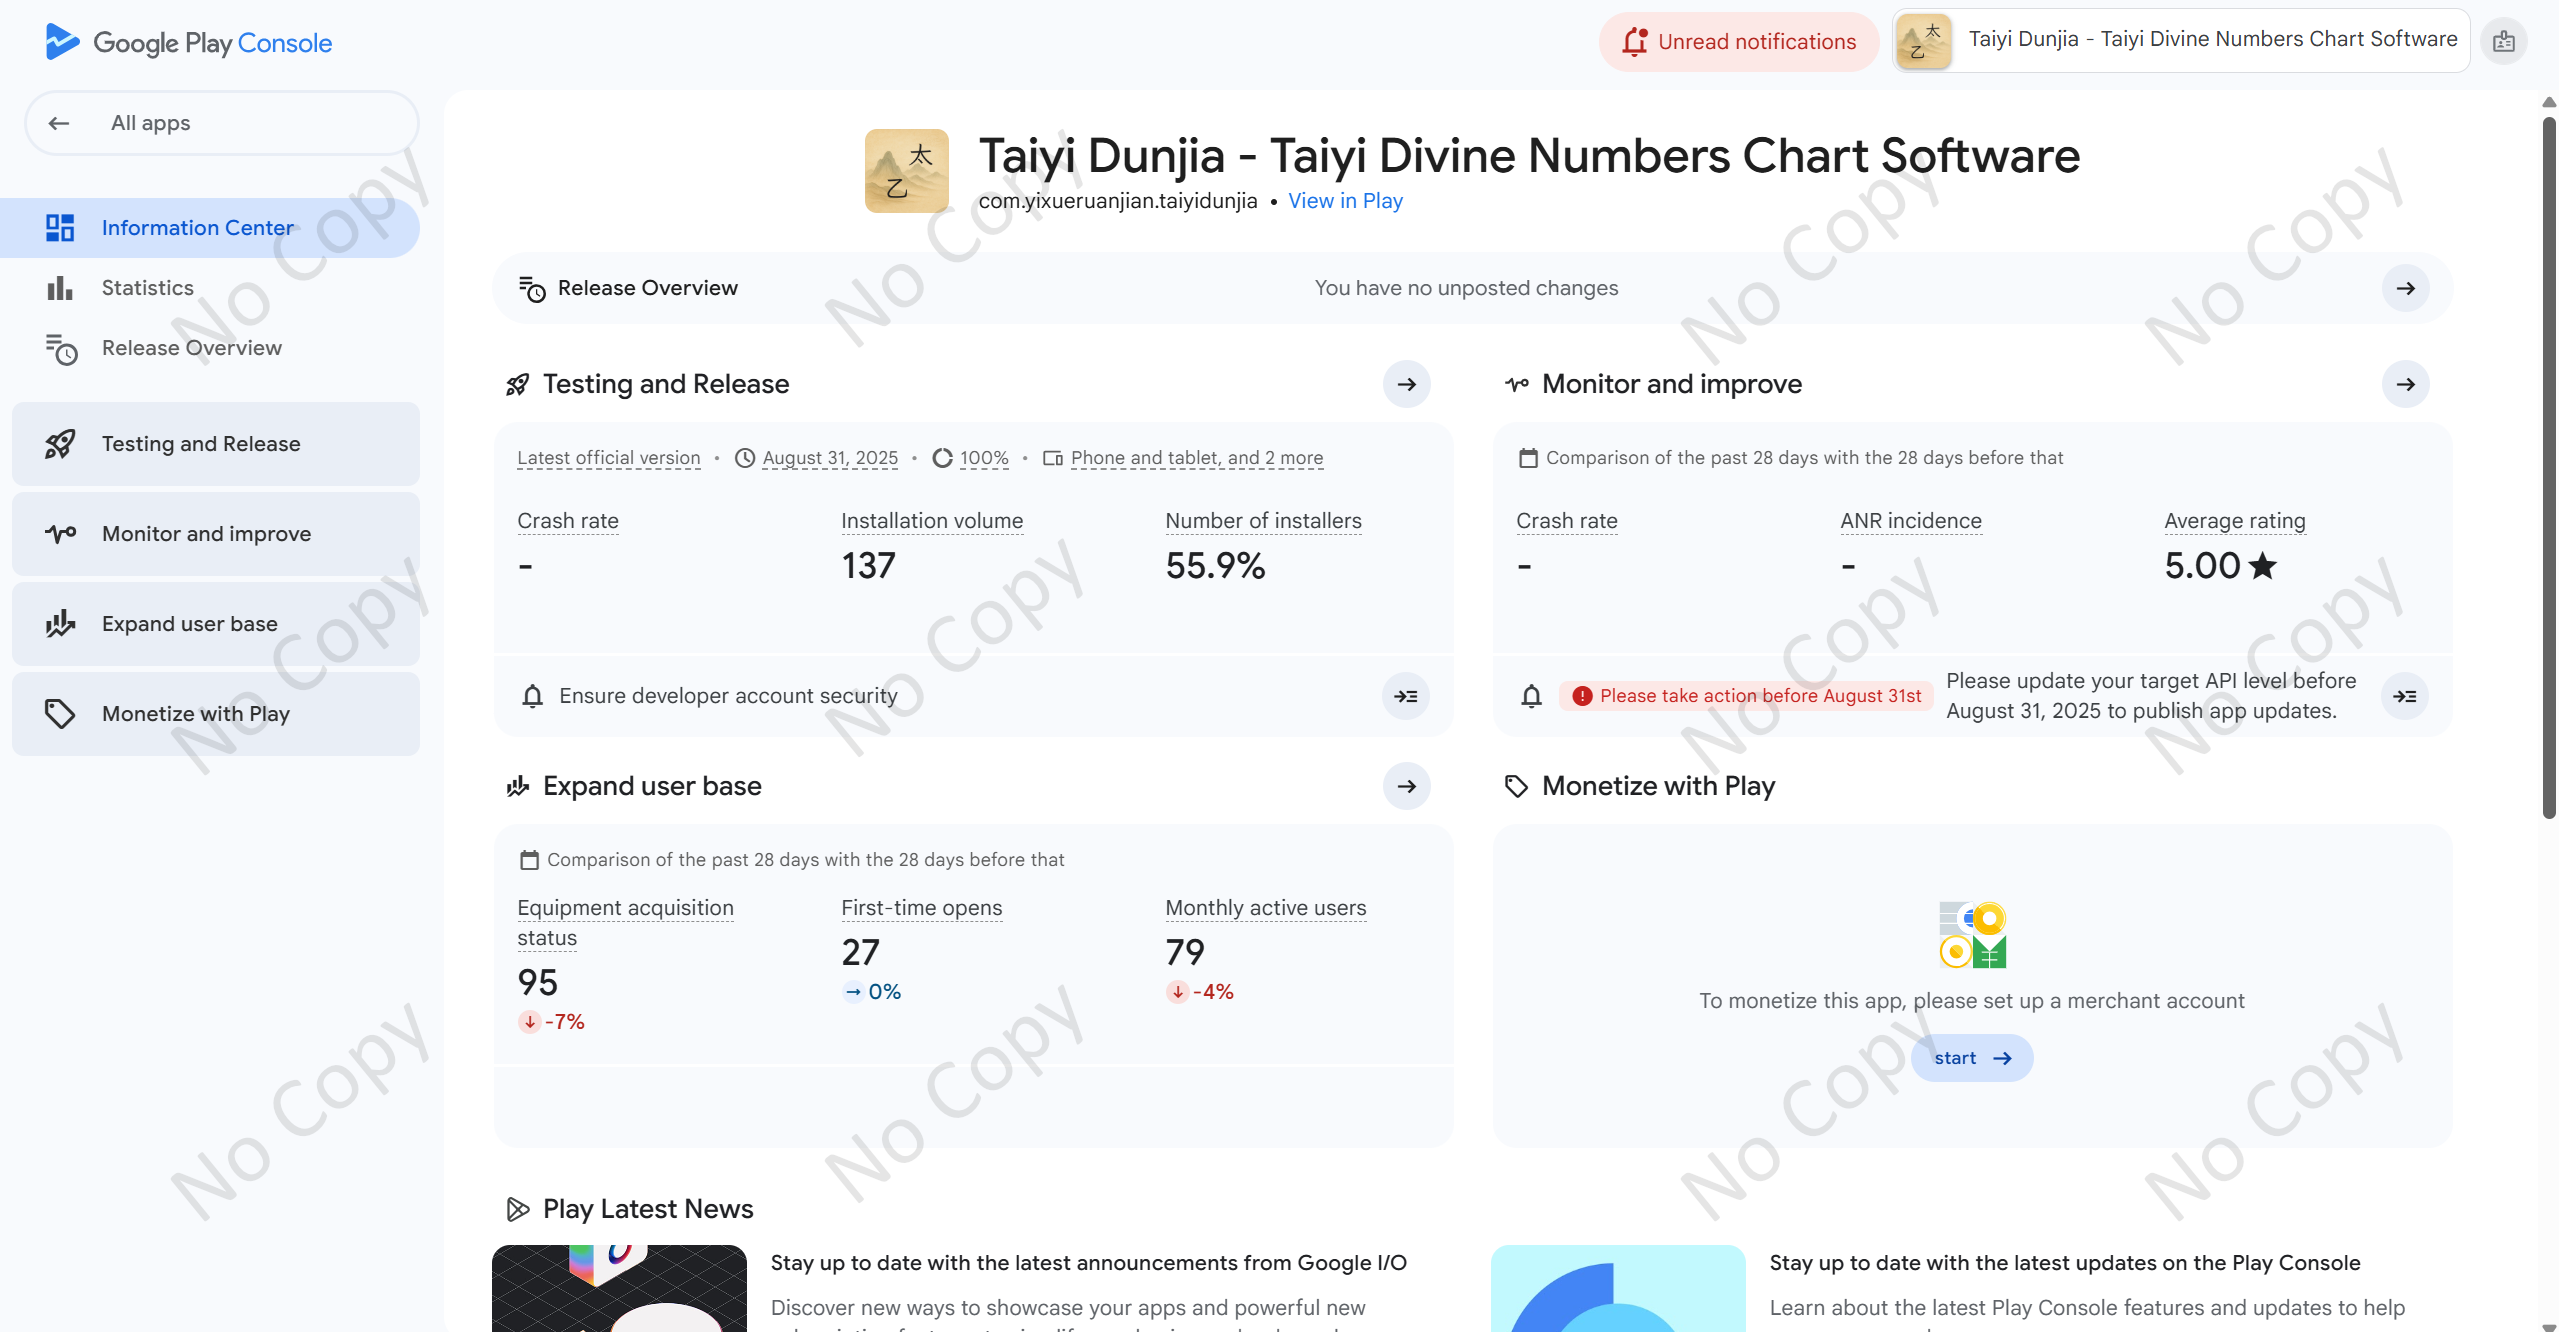 Google Play Console
Unread notifications
太
乙
Taiyi Dunjia - Taiyi Divine Numbers Chart Software
All apps
Information Center
Statistics
Release Overview
Testing and Release
Monitor and improve
Expand user base
Monetize with Play
太
乙
Taiyi Dunjia - Taiyi Divine Numbers Chart Software
com.yixueruanjian.taiyidunjia • View in Play
Release Overview
You have no unposted changes
Testing and Release
Latest official version • August 31, 2025 • 100% • Phone and tablet, and 2 more
Crash rate
-
Installation volume
137
Number of installers
55.9%
Ensure developer account security
Monitor and improve
Comparison of the past 28 days with the 28 days before that
Crash rate
-
ANR incidence
-
Average rating
5.00 ★
Please take action before August 31st
Please update your target API level before
August 31, 2025 to publish app updates.
Expand user base
Comparison of the past 28 days with the 28 days before that
Equipment acquisition
status
95
-7%
First-time opens
27
0%
Monthly active users
79
-4%
Monetize with Play
To monetize this app, please set up a merchant account
start
Play Latest News
Stay up to date with the latest announcements from Google I/O
Discover new ways to showcase your apps and powerful new
Stay up to date with the latest updates on the Play Console
Learn about the latest Play Console features and updates to help
No Copy
No Copy
No Copy
No Copy
No Copy
No Copy
No Copy
No Copy
No Copy
No Copy
No Copy
No Copy